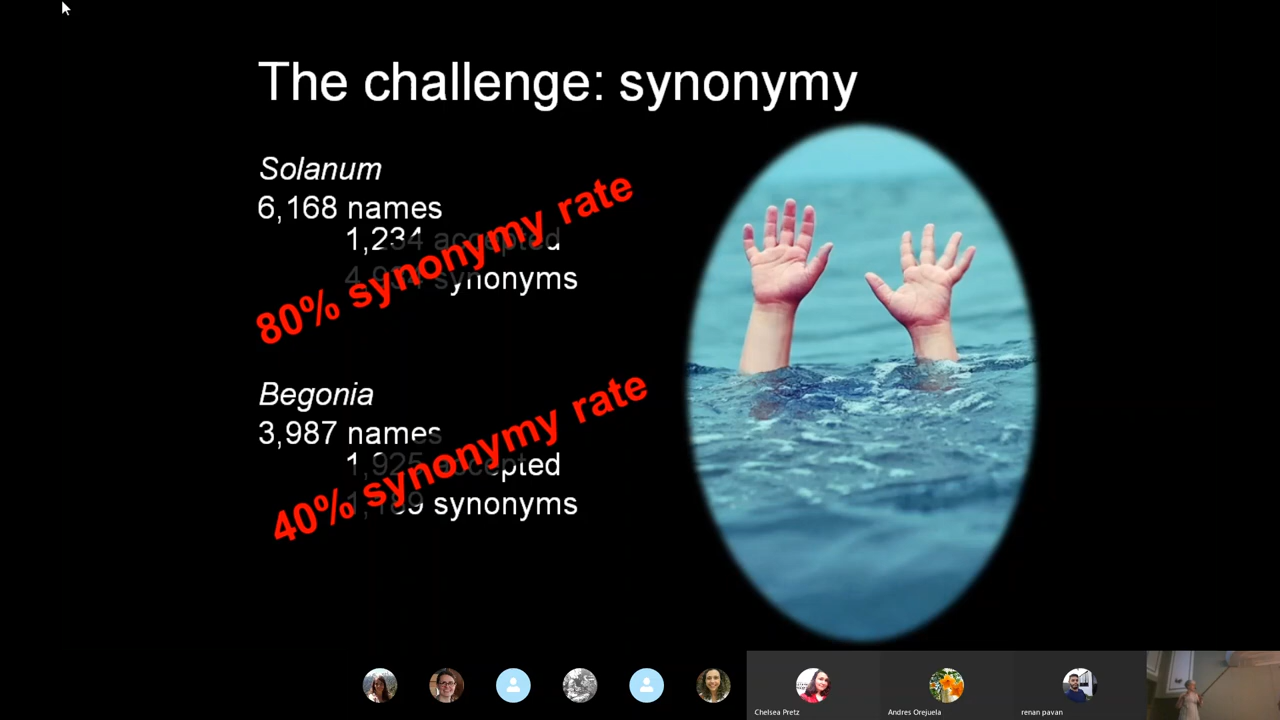 The challenge: synonymy
Solanum
6,168 names
1,234 accepted
synonyms
80% synonymy rate
Begonia
3,987 names
1,925 accepted
synonyms
40% synonymy rate
Chelsea Pretz
Andres Orejuela
renan pavan